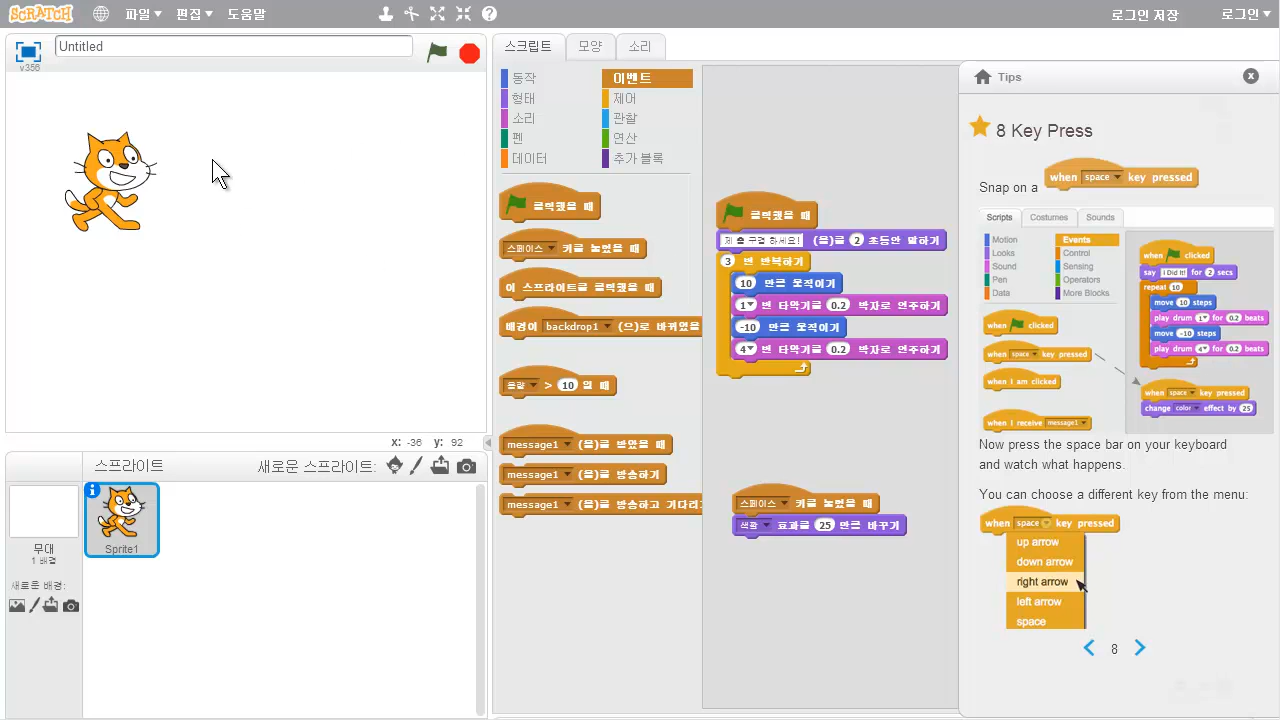 SCRATCH 파일 편집 도움말 로그인 저장 로그인
Untitled
v356
스크립트 모양 소리
동작 이벤트
형태 제어
소리 관찰
펜 연산
데이터 추가 블록
클릭했을 때
스페이스 키를 눌렀을 때
이 스프라이트를 클릭했을 때
배경이 backdrop1 (으)로 바뀌었을
음량 > 10 일 때
message1 (을)를 받았을 때
message1 (을)를 방송하기
message1 (을)를 방송하고 기다리기
클릭했을 때
(을)를 2 초동안 말하기
3 번 반복하기
10 만큼 움직이기
1 번 타악기를 0.2 박자로 연주하기
-10 만큼 움직이기
4 번 타악기를 0.2 박자로 연주하기
스페이스 키를 눌렀을 때
색깔 효과를 25 만큼 바꾸기
x: -36 y: 92
스프라이트 새로운 스프라이트:
Sprite1
무대
1 배경
새로운 배경:
Tips
8 Key Press
Snap on a when space key pressed
Scripts Costumes Sounds
Motion Events
Looks Control
Sound Sensing
Pen Operators
Data More Blocks
when clicked
when space key pressed
when I am clicked
when I receive message1
when clicked
say I Did It! for 2 secs
repeat 10
move 10 steps
play drum 1 for 0.2 beats
move -10 steps
play drum 4 for 0.2 beats
when space key pressed
change color effect by 25
Now press the space bar on your keyboard
and watch what happens.
You can choose a different key from the menu:
when space key pressed
up arrow
down arrow
right arrow
left arrow
space
8